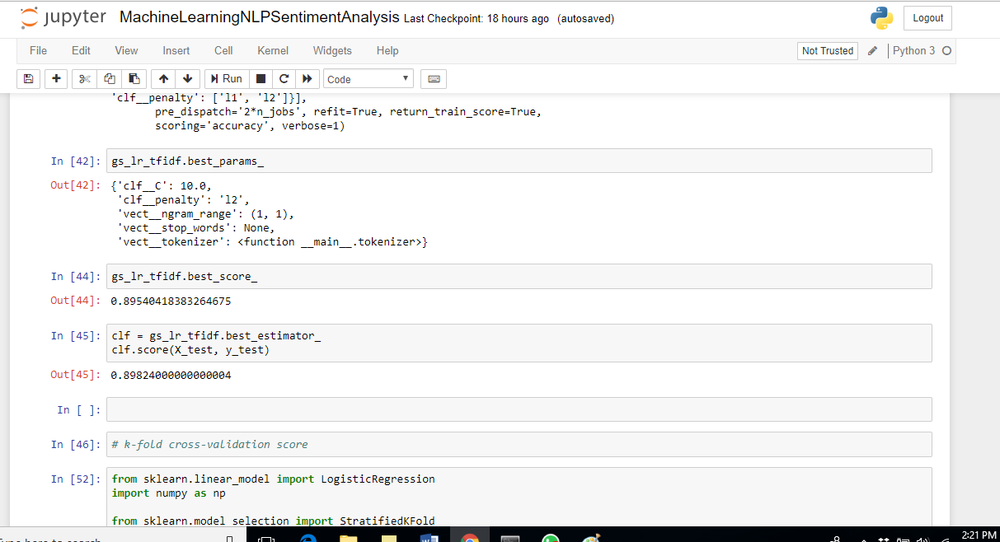 jupyter MachineLearningNLPSentimentAnalysis Last Checkpoint: 18 hours ago (autosaved) Logout
File Edit View Insert Cell Kernel Widgets Help Not Trusted Python 3
Run Code
'clf__penalty': ['l1', 'l2']}],
pre_dispatch='2*n_jobs', refit=True, return_train_score=True,
scoring='accuracy', verbose=1)
In [42]: gs_lr_tfidf.best_params_
Out[42]: {'clf__C': 10.0,
'clf__penalty': 'l2',
'vect__ngram_range': (1, 1),
'vect__stop_words': None,
'vect__tokenizer': <function __main__.tokenizer>}
In [44]: gs_lr_tfidf.best_score_
Out[44]: 0.89540418383264675
In [45]: clf = gs_lr_tfidf.best_estimator_
clf.score(X_test, y_test)
Out[45]: 0.89824000000000004
In [ ]:
In [46]: # k-fold cross-validation score
In [52]: from sklearn.linear_model import LogisticRegression
import numpy as np
from sklearn.model_selection import StratifiedKFold
here to search
2:21 PM